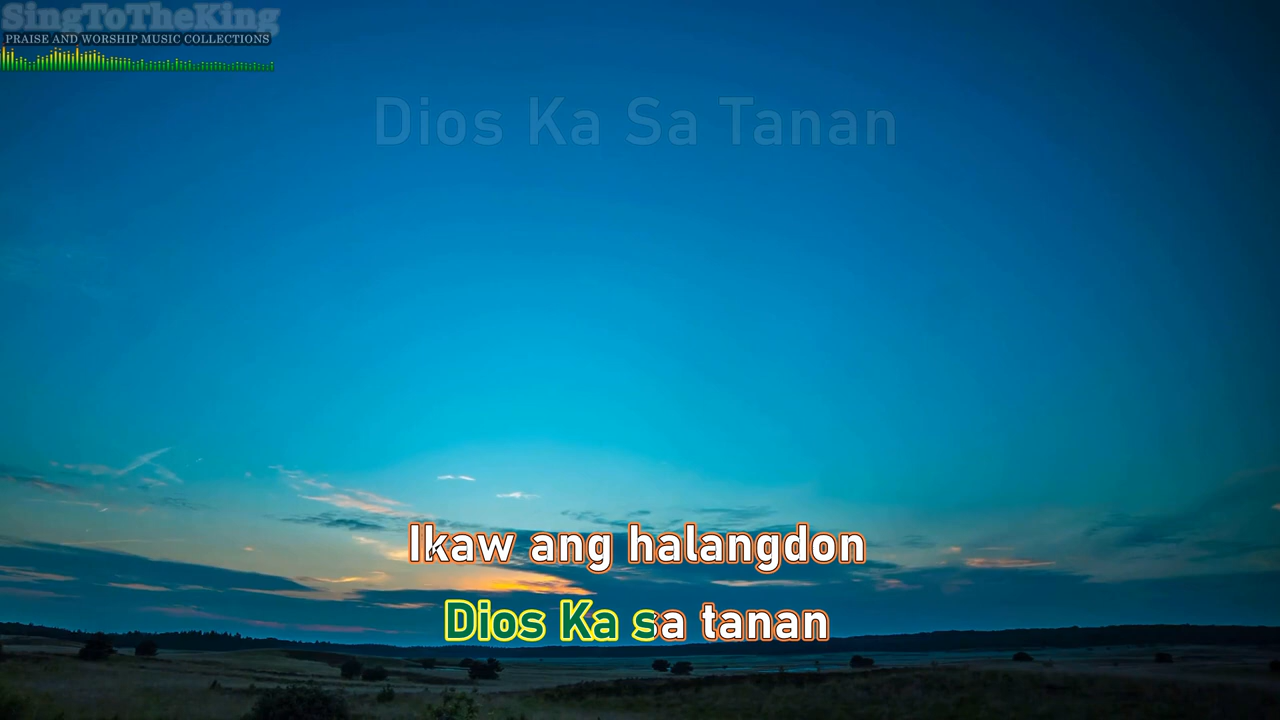 SingToTheKing
PRAISE AND WORSHIP MUSIC COLLECTIONS
Dios Ka Sa Tanan
Ikaw ang halangdon
Dios Ka sa tanan